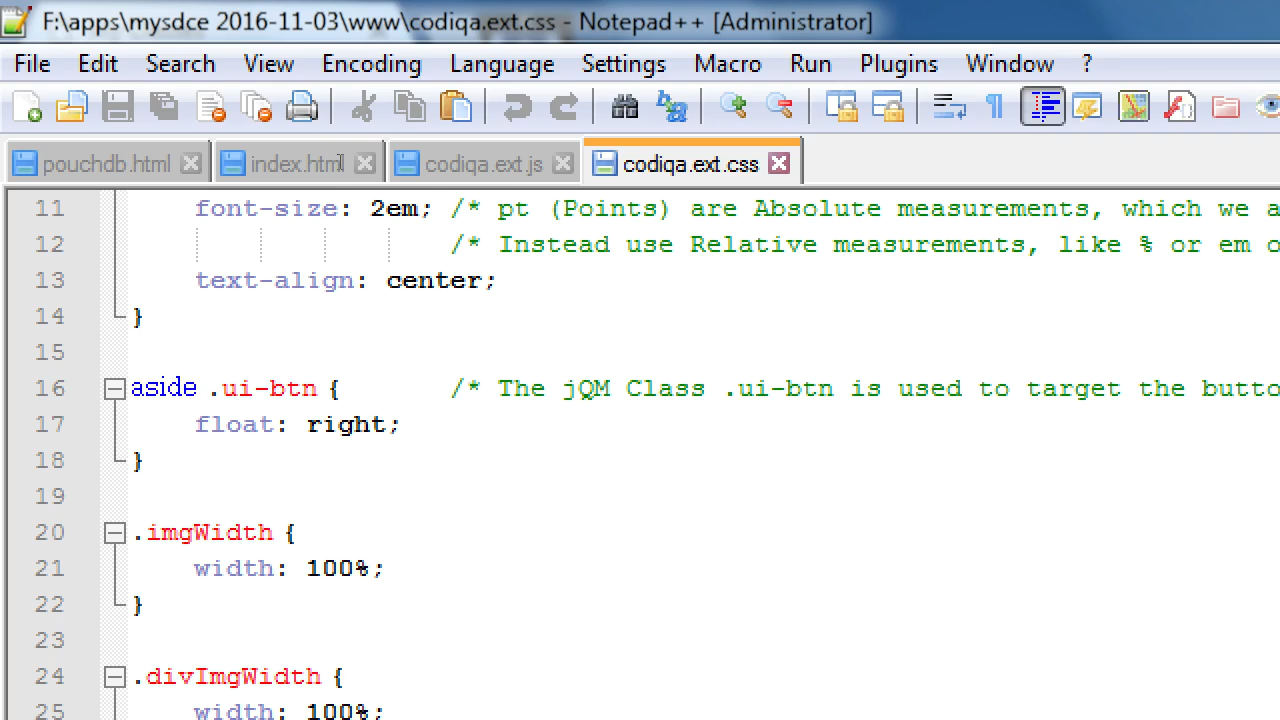 F:\apps\mysdce 2016-11-03\www\codiqa.ext.css - Notepad++ [Administrator]
File Edit Search View Encoding Language Settings Macro Run Plugins Window ?
pouchdb.html index.html codiqa.ext.js codiqa.ext.css
11 font-size: 2em; /* pt (Points) are Absolute measurements, which we a
12 /* Instead use Relative measurements, like % or em o
13 text-align: center;
14 }
15
16 aside .ui-btn { /* The jQM Class .ui-btn is used to target the butto
17 float: right;
18 }
19
20 .imgWidth {
21 width: 100%;
22 }
23
24 .divImgWidth {
25 width: 100%;